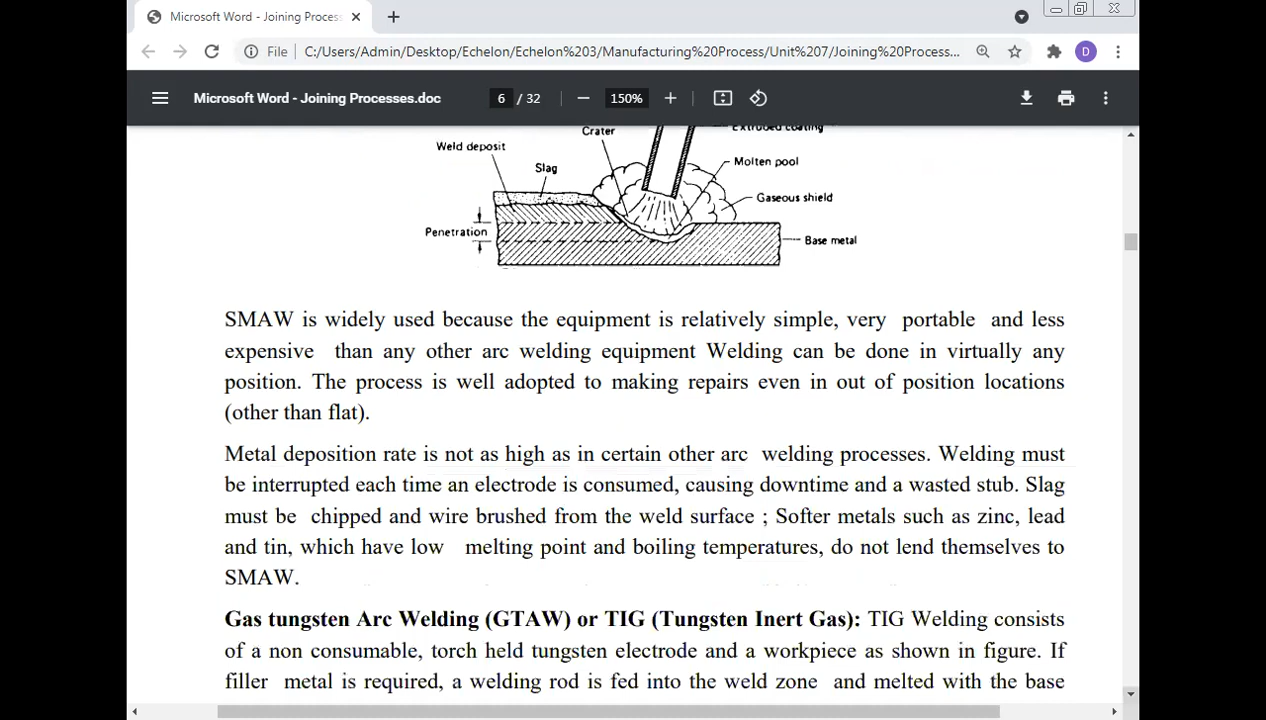 Microsoft Word - Joining Process
File C:/Users/Admin/Desktop/Echelon/Echelon%203/Manufacturing%20Process/Unit%207/Joining%20Process... D
Microsoft Word - Joining Processes.doc 6 / 32 150%
Extruded coating
Crater
Weld deposit
Molten pool
Slag
Gaseous shield
Penetration
Base metal
SMAW is widely used because the equipment is relatively simple, very portable and less
expensive than any other arc welding equipment Welding can be done in virtually any
position. The process is well adopted to making repairs even in out of position locations
(other than flat).
Metal deposition rate is not as high as in certain other arc welding processes. Welding must
be interrupted each time an electrode is consumed, causing downtime and a wasted stub. Slag
must be chipped and wire brushed from the weld surface ; Softer metals such as zinc, lead
and tin, which have low melting point and boiling temperatures, do not lend themselves to
SMAW.
Gas tungsten Arc Welding (GTAW) or TIG (Tungsten Inert Gas): TIG Welding consists
of a non consumable, torch held tungsten electrode and a workpiece as shown in figure. If
filler metal is required, a welding rod is fed into the weld zone and melted with the base